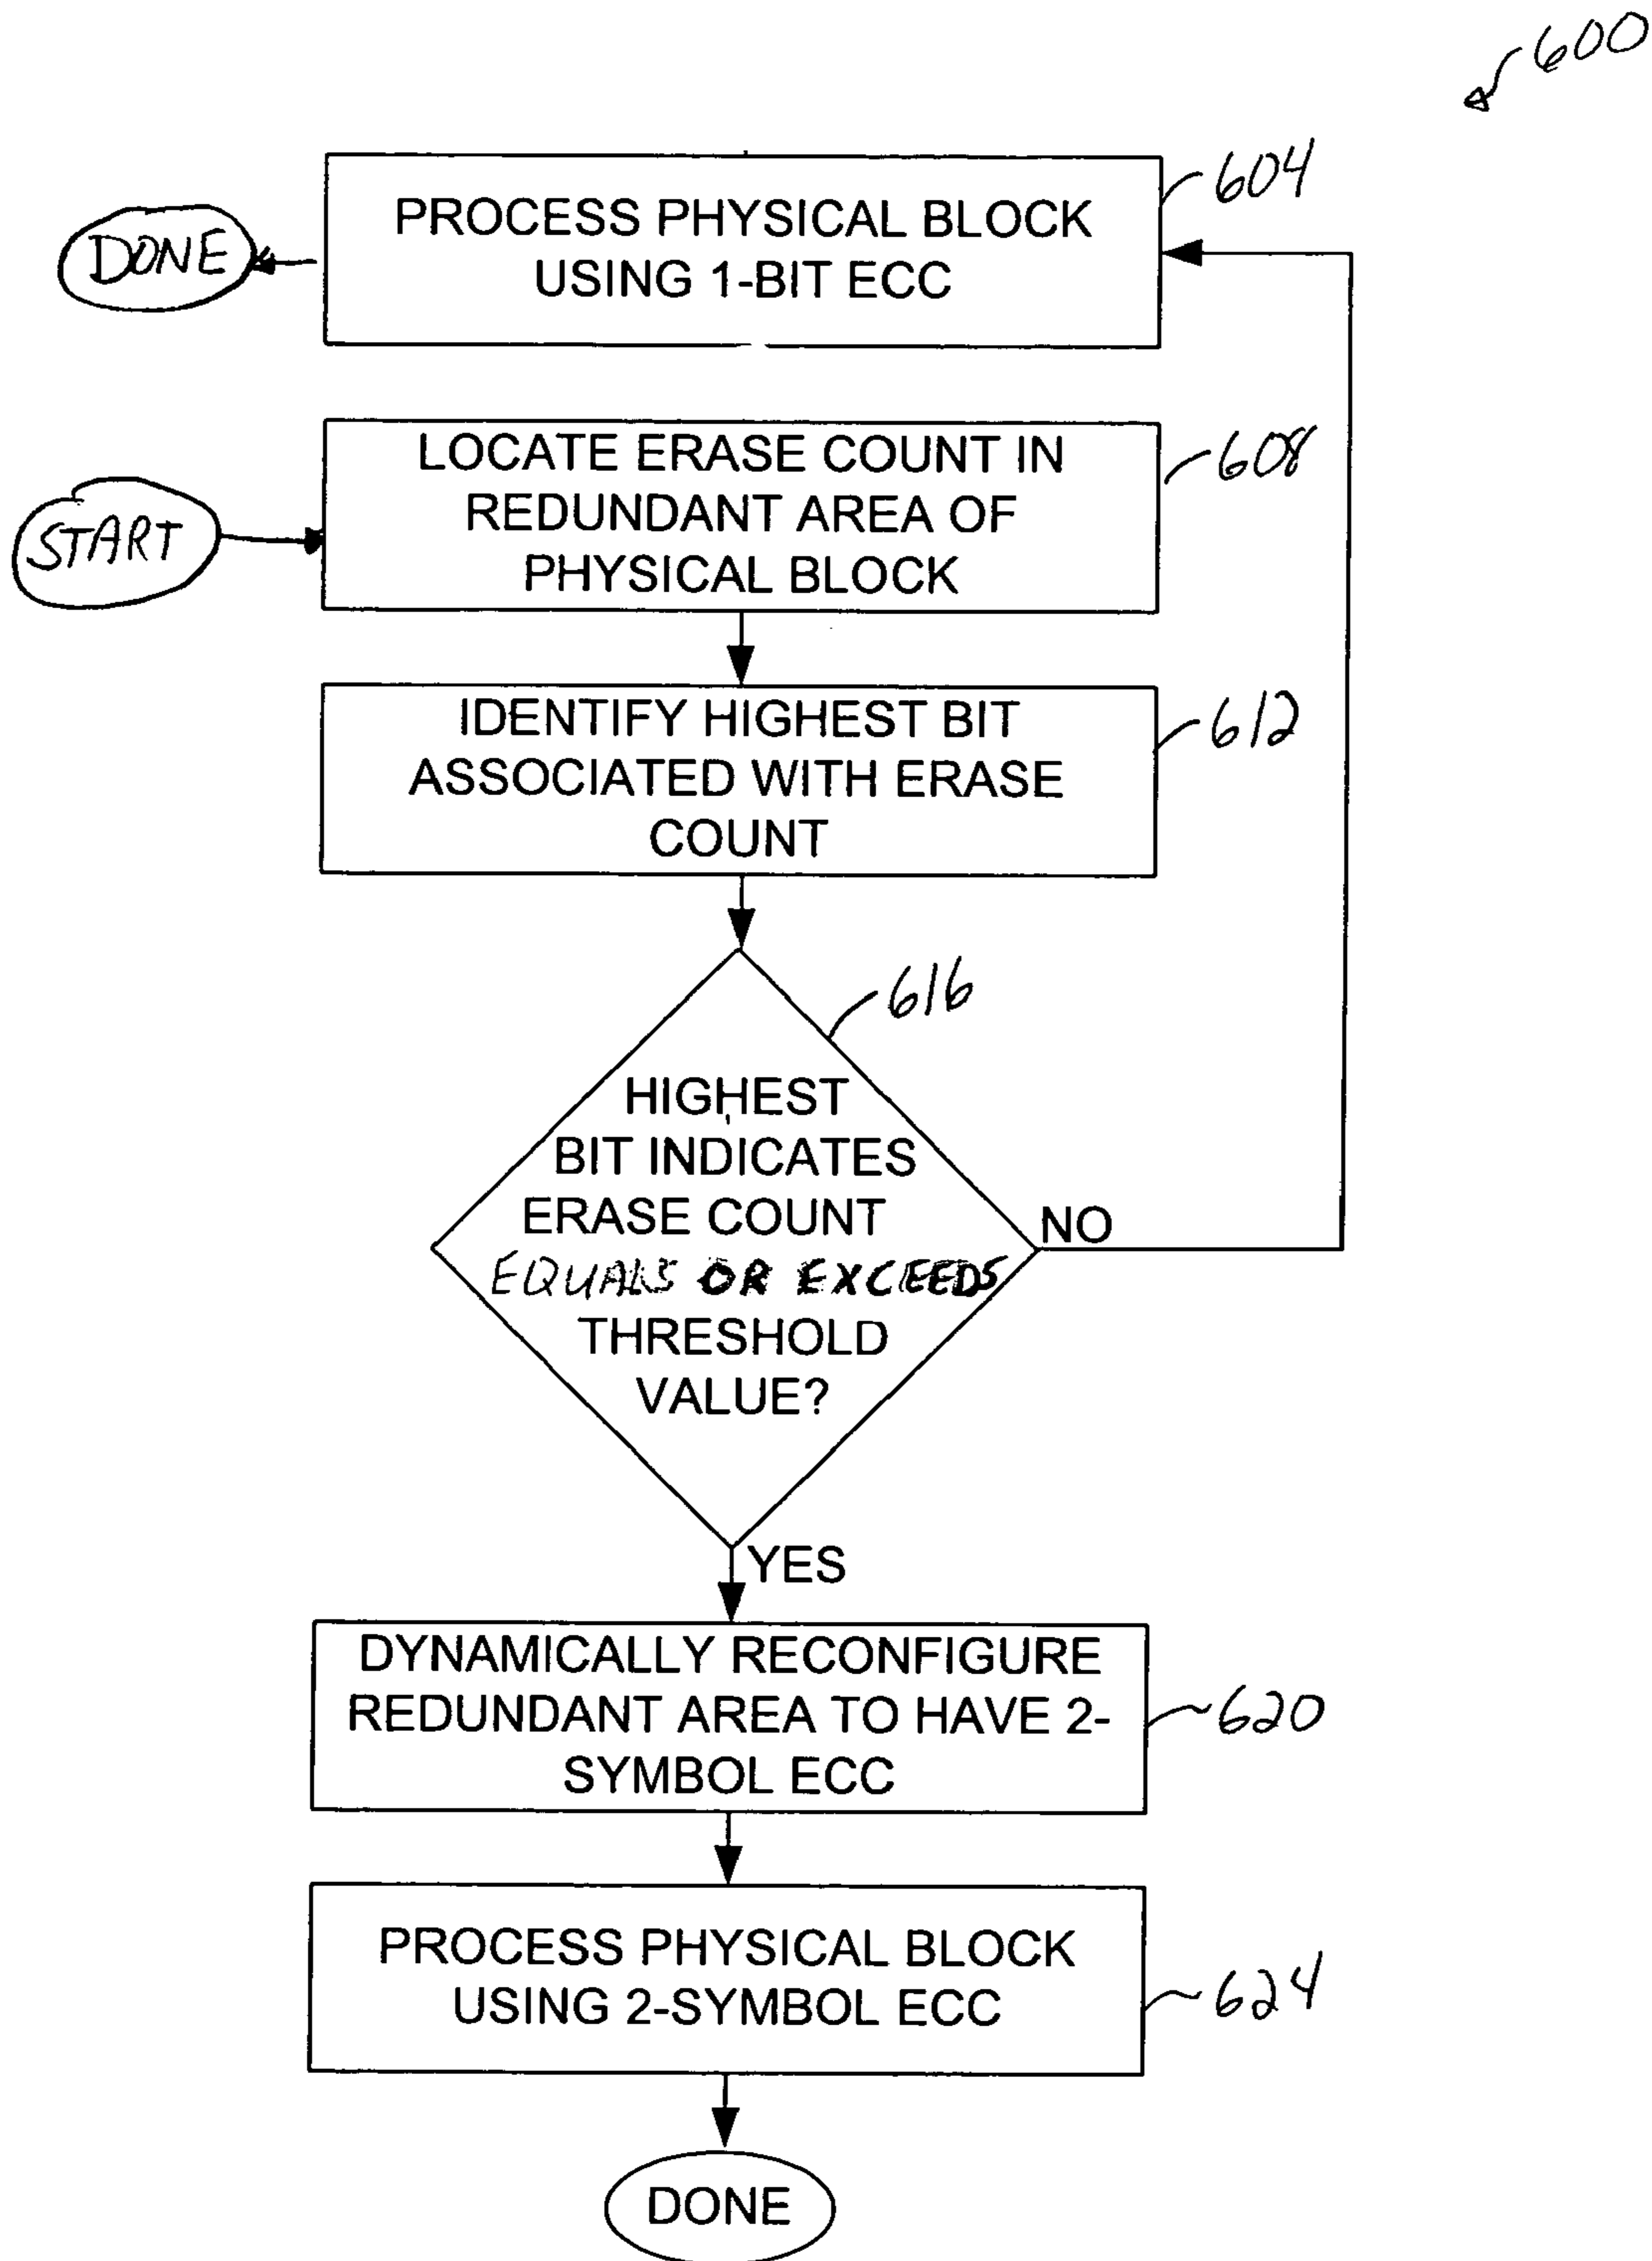 600
PROCESS PHYSICAL BLOCK
USING 1-BIT ECC
604
DONE
LOCATE ERASE COUNT IN
REDUNDANT AREA OF
PHYSICAL BLOCK
608
START
IDENTIFY HIGHEST BIT
ASSOCIATED WITH ERASE
COUNT
612
616
HIGHEST
BIT INDICATES
ERASE COUNT
EQUALS OR EXCEEDS
THRESHOLD
VALUE?
NO
YES
DYNAMICALLY RECONFIGURE
REDUNDANT AREA TO HAVE 2-
SYMBOL ECC
620
PROCESS PHYSICAL BLOCK
USING 2-SYMBOL ECC
624
DONE